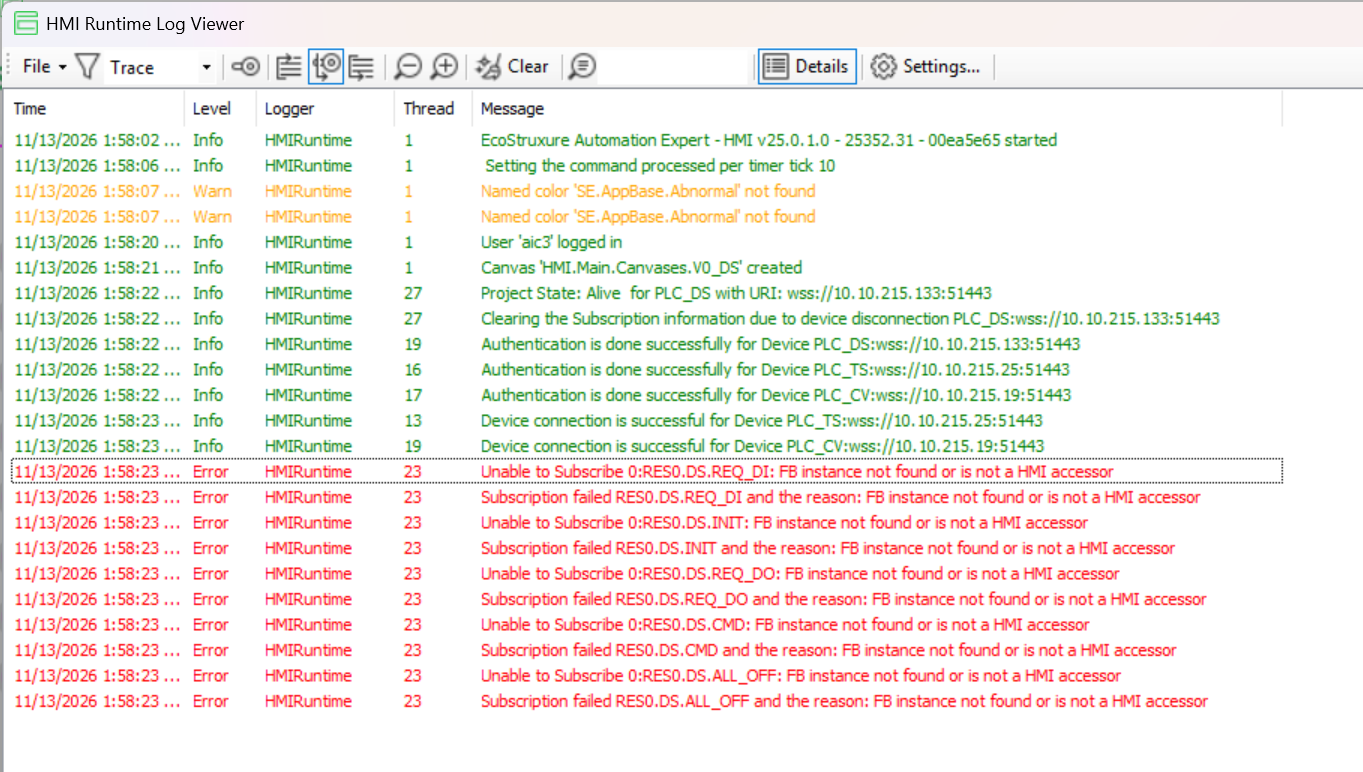 HMI Runtime Log Viewer
File Trace Clear Details Settings...
Time Level Logger Thread Message
11/13/2026 1:58:02 ... Info HMIRuntime 1 EcoStruxure Automation Expert - HMI v25.0.1.0 - 25352.31 - 00ea5e65 started
11/13/2026 1:58:06 ... Info HMIRuntime 1 Setting the command processed per timer tick 10
11/13/2026 1:58:07 ... Warn HMIRuntime 1 Named color 'SE.AppBase.Abnormal' not found
11/13/2026 1:58:07 ... Warn HMIRuntime 1 Named color 'SE.AppBase.Abnormal' not found
11/13/2026 1:58:20 ... Info HMIRuntime 1 User 'aic3' logged in
11/13/2026 1:58:21 ... Info HMIRuntime 1 Canvas 'HMI.Main.Canvases.V0_DS' created
11/13/2026 1:58:22 ... Info HMIRuntime 27 Project State: Alive for PLC_DS with URI: wss://10.10.215.133:51443
11/13/2026 1:58:22 ... Info HMIRuntime 27 Clearing the Subscription information due to device disconnection PLC_DS:wss://10.10.215.133:51443
11/13/2026 1:58:22 ... Info HMIRuntime 19 Authentication is done successfully for Device PLC_DS:wss://10.10.215.133:51443
11/13/2026 1:58:22 ... Info HMIRuntime 16 Authentication is done successfully for Device PLC_TS:wss://10.10.215.25:51443
11/13/2026 1:58:22 ... Info HMIRuntime 17 Authentication is done successfully for Device PLC_CV:wss://10.10.215.19:51443
11/13/2026 1:58:23 ... Info HMIRuntime 13 Device connection is successful for Device PLC_TS:wss://10.10.215.25:51443
11/13/2026 1:58:23 ... Info HMIRuntime 19 Device connection is successful for Device PLC_CV:wss://10.10.215.19:51443
11/13/2026 1:58:23 ... Error HMIRuntime 23 Unable to Subscribe 0:RES0.DS.REQ_DI: FB instance not found or is not a HMI accessor
11/13/2026 1:58:23 ... Error HMIRuntime 23 Subscription failed RES0.DS.REQ_DI and the reason: FB instance not found or is not a HMI accessor
11/13/2026 1:58:23 ... Error HMIRuntime 23 Unable to Subscribe 0:RES0.DS.INIT: FB instance not found or is not a HMI accessor
11/13/2026 1:58:23 ... Error HMIRuntime 23 Subscription failed RES0.DS.INIT and the reason: FB instance not found or is not a HMI accessor
11/13/2026 1:58:23 ... Error HMIRuntime 23 Unable to Subscribe 0:RES0.DS.REQ_DO: FB instance not found or is not a HMI accessor
11/13/2026 1:58:23 ... Error HMIRuntime 23 Subscription failed RES0.DS.REQ_DO and the reason: FB instance not found or is not a HMI accessor
11/13/2026 1:58:23 ... Error HMIRuntime 23 Unable to Subscribe 0:RES0.DS.CMD: FB instance not found or is not a HMI accessor
11/13/2026 1:58:23 ... Error HMIRuntime 23 Subscription failed RES0.DS.CMD and the reason: FB instance not found or is not a HMI accessor
11/13/2026 1:58:23 ... Error HMIRuntime 23 Unable to Subscribe 0:RES0.DS.ALL_OFF: FB instance not found or is not a HMI accessor
11/13/2026 1:58:23 ... Error HMIRuntime 23 Subscription failed RES0.DS.ALL_OFF and the reason: FB instance not found or is not a HMI accessor